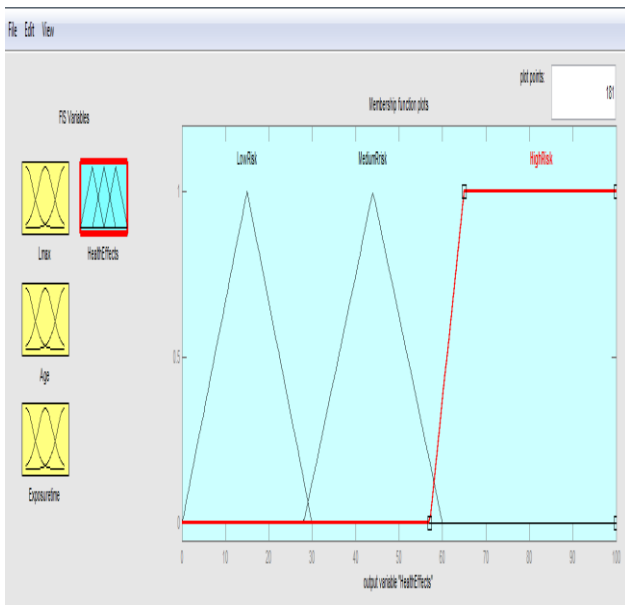 File Edit View
plot points:
181
FIS Variables
Membership function plots
LowRisk MediumRisk HighRisk
Lmax HealthEffects
Age
Exposuretime
1
0.5
0
0 10 20 30 40 50 60 70 80 90 100
output variable "HealthEffects"